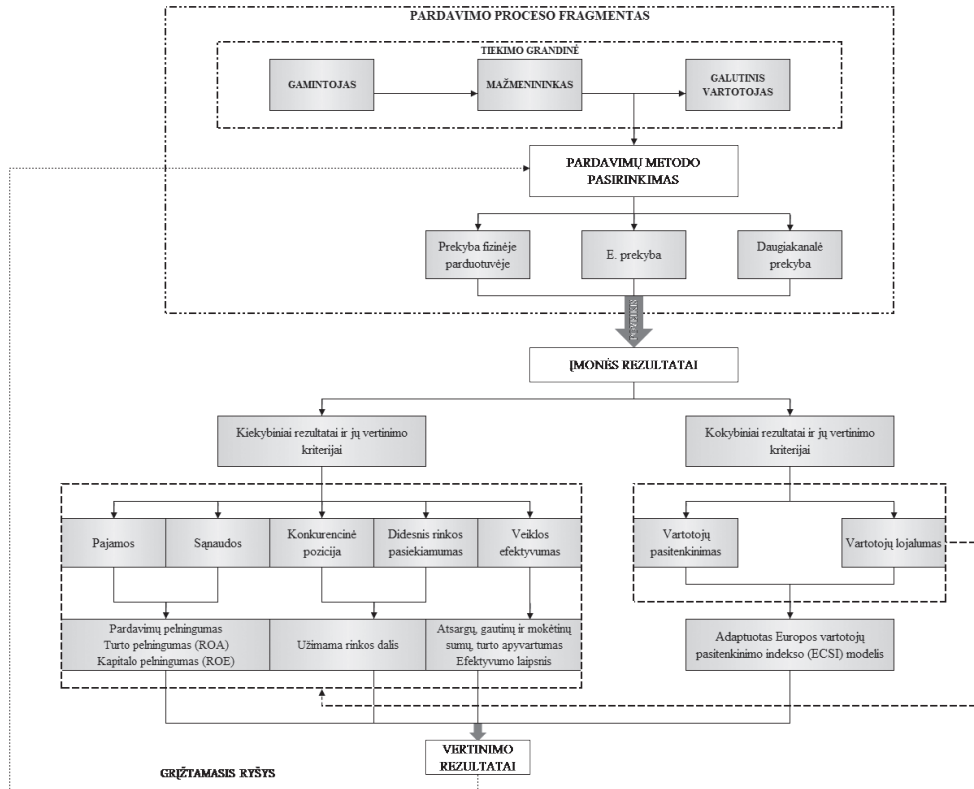 PARDAVIMO PROCESO FRAGMENTAS
TIEKIMO GRANDINĖ
GAMINTOJAS
MAŽMENININKAS
GALUTINIS
VARTOTOJAS
PARDAVIMŲ METODO
PASIRINKIMAS
Prekyba fizinėje
parduotuvėje
E. prekyba
Daugiakanalė
prekyba
ĮMONĖS REZULTATAI
Kiekybiniai rezultatai ir jų vertinimo
kriterijai
Kokybiniai rezultatai ir jų vertinimo
kriterijai
Pajamos
Sąnaudos
Konkurencinė
pozicija
Didesnis rinkos
pasiekiamumas
Veiklos
efektyvumas
Vartotojų
pasitenkinimas
Vartotojų lojalumas
Pardavimų pelningumas
Turto pelningumas (ROA)
Kapitalo pelningumas (ROE)
Užimama rinkos dalis
Atsargų, gautinų ir mokėtinų
sumų, turto apyvartumas
Efektyvumo laipsnis
Adaptuotas Europos vartotojų
pasitenkinimo indekso (ECSI) modelis
VERTINIMO
REZULTATAI
GRĮŽTAMASIS RYŠYS